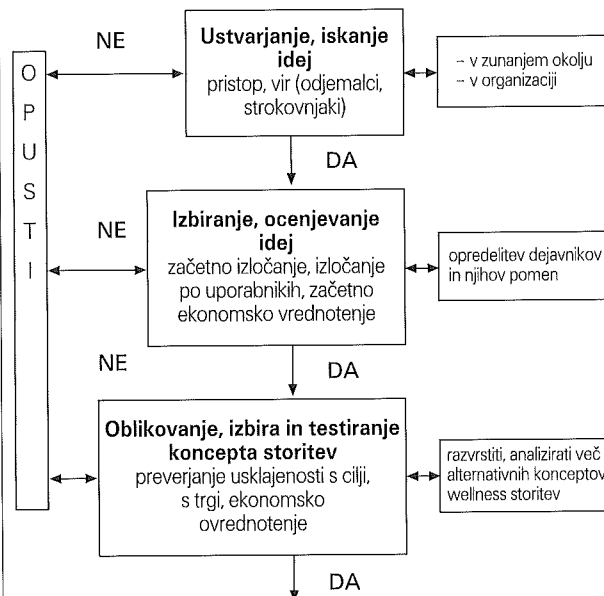 OPUSTI
NE
Ustvarjanje, iskanje
idej
pristop, vir (odjemalci,
strokovnjaki)
– v zunanjem okolju
– v organizaciji
DA
NE
Izbiranje, ocenjevanje
idej
začetno izločanje, izločanje
po uporabnikih, začetno
ekonomsko vrednotenje
opredelitev dejavnikov
in njihov pomen
NE
DA
Oblikovanje, izbira in testiranje
koncepta storitev
preverjanje usklajenosti s cilji,
s trgi, ekonomsko
ovrednotenje
razvrstiti, analizirati več
alternativnih konceptov
wellness storitev
DA